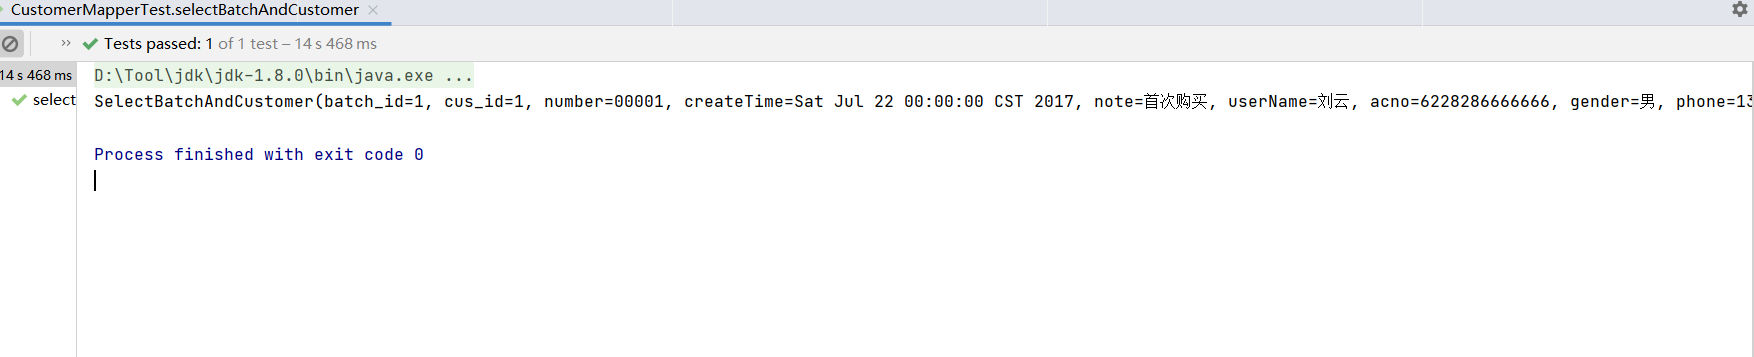 CustomerMapperTest.selectBatchAndCustomer ×
>> Tests passed: 1 of 1 test – 14 s 468 ms
14 s 468 ms
D:\Tool\jdk\jdk-1.8.0\bin\java.exe ...
select
SelectBatchAndCustomer(batch_id=1, cus_id=1, number=00001, createTime=Sat Jul 22 00:00:00 CST 2017, note=首次购买, userName=刘云, acno=6228286666666, gender=男, phone=13
Process finished with exit code 0